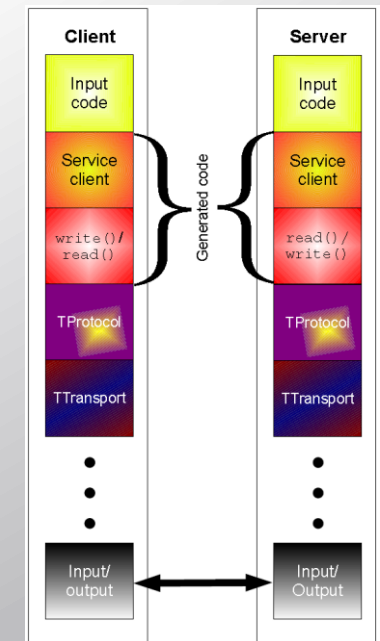 Client
Input
code
Service
client
write()/
read()
TProtocol
TTransport
Input/
output
Generated code
Server
Input
code
Service
client
read()/
write()
TProtocol
TTransport
Input/
Output